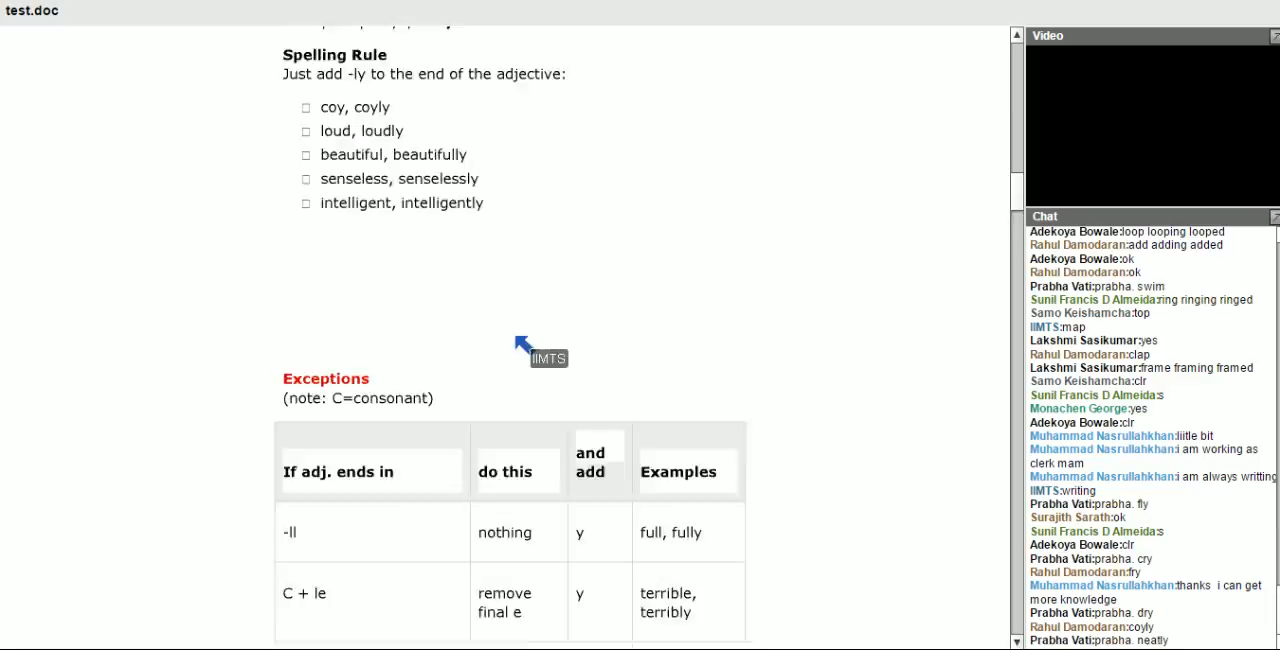 test.doc
Spelling Rule
Just add -ly to the end of the adjective:
coy, coyly
loud, loudly
beautiful, beautifully
senseless, senselessly
intelligent, intelligently
IIMTS
Exceptions
(note: C=consonant)
If adj. ends in do this and add Examples
-ll nothing y full, fully
C + le remove final e y terrible, terribly
Video
Chat
Adekoya Bowale:loop looping looped
Rahul Damodaran:add adding added
Adekoya Bowale:ok
Rahul Damodaran:ok
Prabha Vati:prabha. swim
Sunil Francis D Almeida:ring ringing ringed
Samo Keishamcha:top
IIMTS:map
Lakshmi Sasikumar:yes
Rahul Damodaran:clap
Lakshmi Sasikumar:frame framing framed
Samo Keishamcha:clr
Sunil Francis D Almeida:s
Monachen George:yes
Adekoya Bowale:clr
Muhammad Nasrullahkhan:liitle bit
Muhammad Nasrullahkhan:i am working as
clerk mam
Muhammad Nasrullahkhan:i am always writting
IIMTS:writing
Prabha Vati:prabha. fly
Surajith Sarath:ok
Sunil Francis D Almeida:s
Adekoya Bowale:clr
Prabha Vati:prabha. cry
Rahul Damodaran:fry
Muhammad Nasrullahkhan:thanks i can get
more knowledge
Prabha Vati:prabha. dry
Rahul Damodaran:coyly
Prabha Vati:prabha. neatly